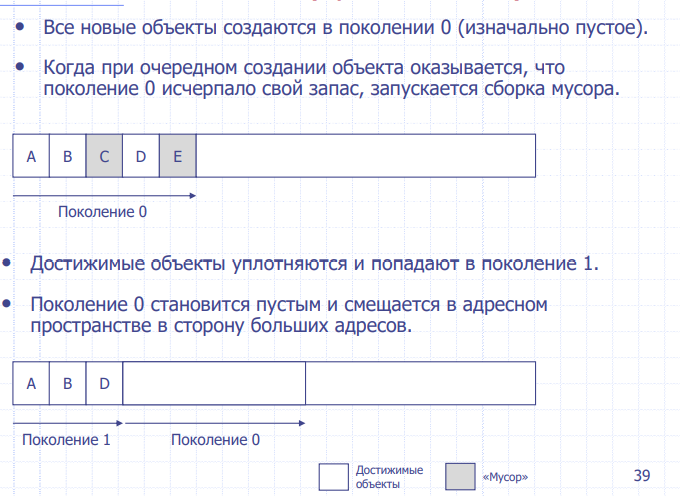 • Все новые объекты создаются в поколении 0 (изначально пустое).
• Когда при очередном создании объекта оказывается, что
поколение 0 исчерпало свой запас, запускается сборка мусора.
A B C D E
Поколение 0
• Достижимые объекты уплотняются и попадают в поколение 1.
• Поколение 0 становится пустым и смещается в адресном
пространстве в сторону больших адресов.
A B D
Поколение 1 Поколение 0
Достижимые
объекты
«Мусор»
39